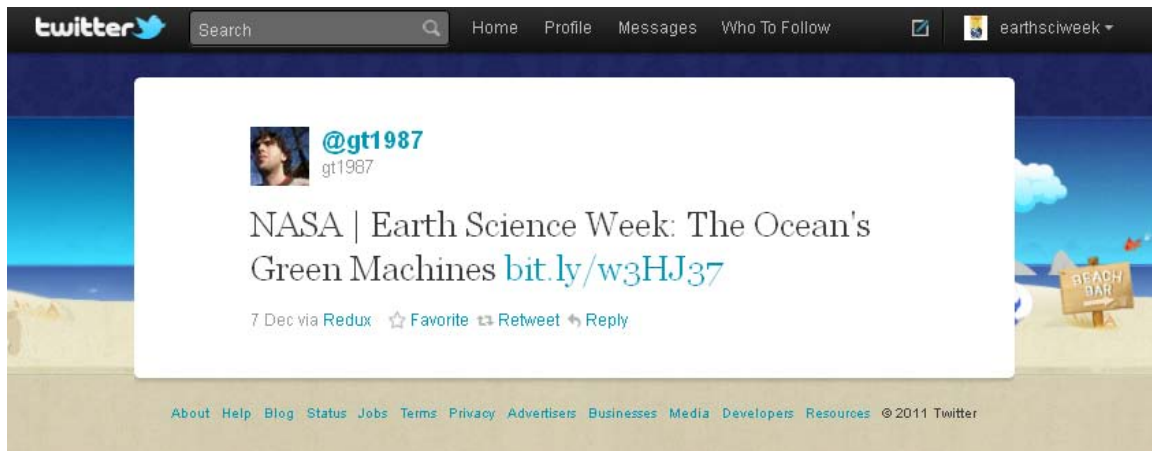 twitter Search Home Profile Messages Who To Follow earthsciweek
@gt1987
gt1987
NASA | Earth Science Week: The Ocean's
Green Machines bit.ly/w3HJ37
7 Dec via Redux Favorite Retweet Reply
BEACH
BAR
About Help Blog Status Jobs Terms Privacy Advertisers Businesses Media Developers Resources © 2011 Twitter